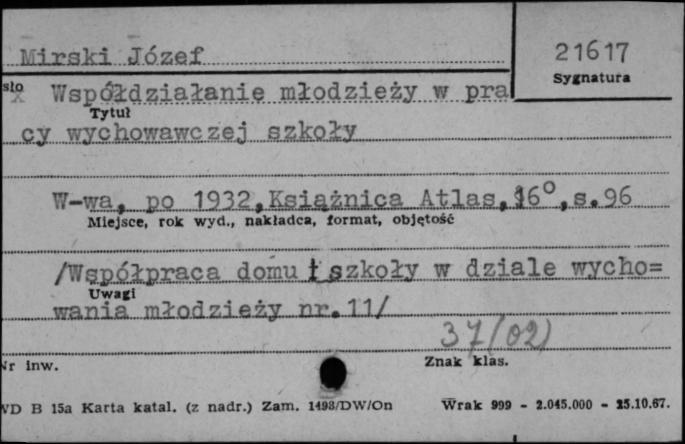 Mirski Józef
21617
Sygnatura
sło Współdziałanie młodzieży w pra
Tytuł
cy wychowawczej szkoły
W-wa, po 1932, Książnica Atlas, 16°, s. 96
Miejsce, rok wyd., nakładca, format, objętość
/Współpraca domu i szkoły w dziale wycho=
Uwagi
wania młodzieży nr. 11/
37(02)
Nr inw.
Znak klas.
WD B 15a Karta katal. (z nadr.) Zam. 1498/DW/On
Wrak 999 - 2.045.000 - 25.10.67.